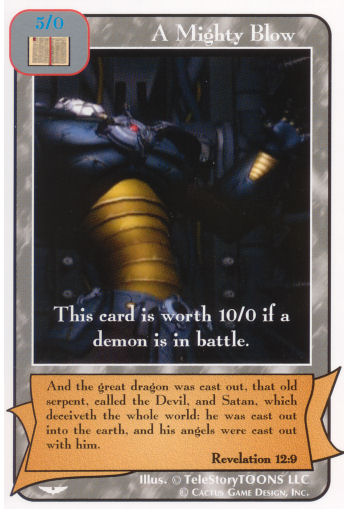 5/0
A Mighty Blow
This card is worth 10/0 if a
demon is in battle.
And the great dragon was cast out, that old
serpent, called the Devil, and Satan, which
deceiveth the whole world: he was cast out
into the earth, and his angels were cast out
with him.
Revelation 12:9
Illus. © TeleStoryTOONS LLC
© Cactus Game Design, Inc.